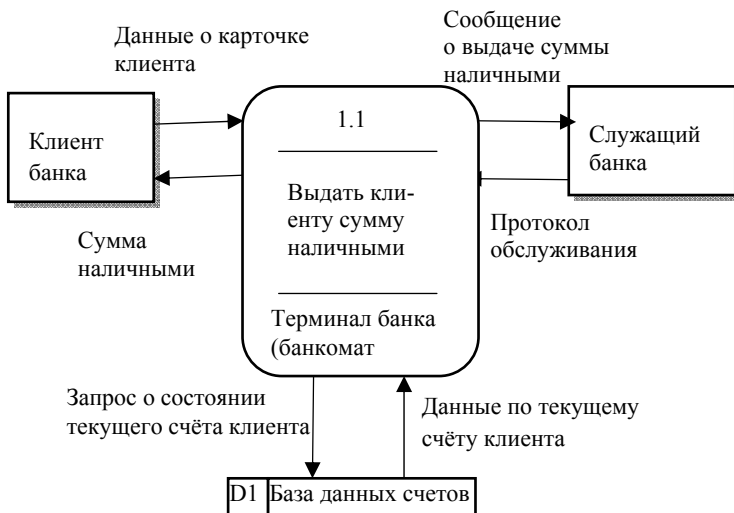 Данные о карточке
клиента
Сообщение
о выдаче суммы
наличными
Клиент
банка
1.1
Служащий
банка
Выдать кли-
енту сумму
наличными
Сумма
наличными
Протокол
обслуживания
Терминал банка
(банкомат
Запрос о состоянии
текущего счёта клиента
Данные по текущему
счёту клиента
D1 База данных счетов